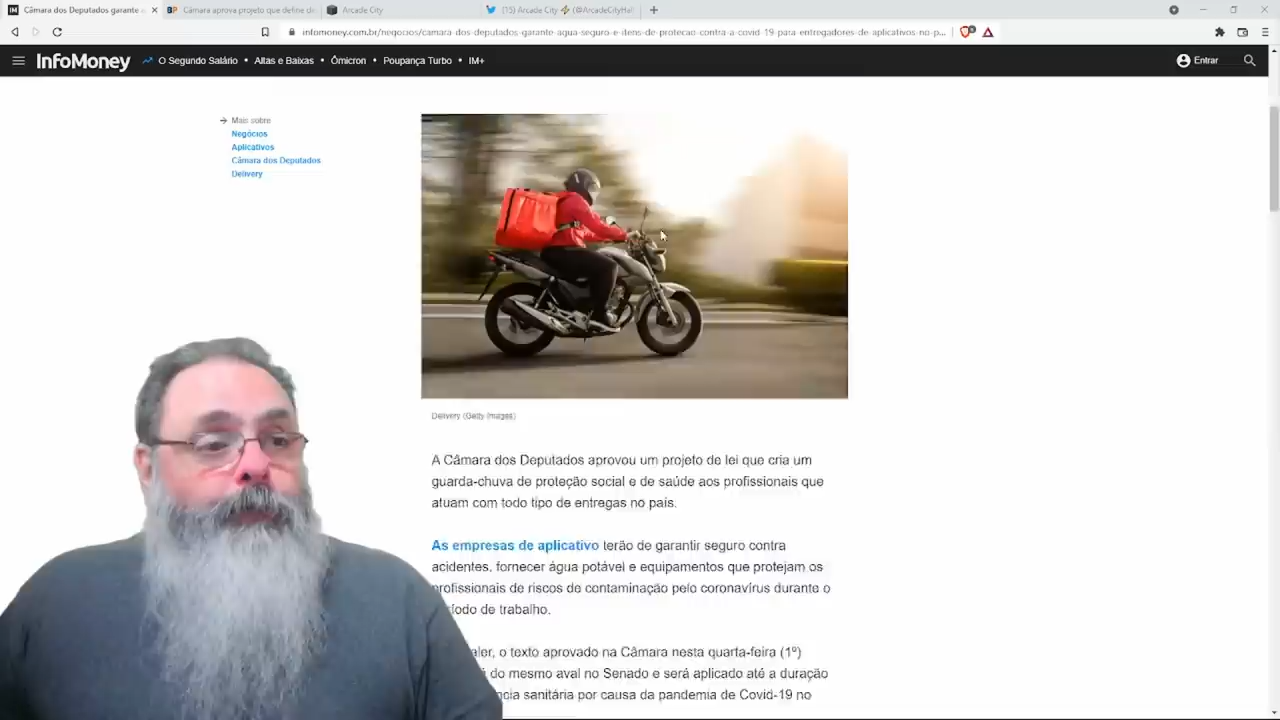 Câmara dos Deputados garante
Câmara aprova projeto que define di
Arcade City
(15) Arcade City ⚡ (@ArcadeCityHal
infomoney.com.br/negocios/camara-dos-deputados-garante-agua-seguro-e-itens-de-protecao-contra-a-covid-19-para-entregadores-de-aplicativos-no-p...
InfoMoney
O Segundo Salário • Altas e Baixas • Ômicron • Poupança Turbo • IM+
Entrar
Mais sobre
Negócios
Aplicativos
Câmara dos Deputados
Delivery
Delivery (Getty Images)
A Câmara dos Deputados aprovou um projeto de lei que cria um
guarda-chuva de proteção social e de saúde aos profissionais que
atuam com todo tipo de entregas no país.
As empresas de aplicativo terão de garantir seguro contra
acidentes, fornecer água potável e equipamentos que protejam os
profissionais de riscos de contaminação pelo coronavírus durante o
íodo de trabalho.
aler, o texto aprovado na Câmara nesta quarta-feira (1º)
do mesmo aval no Senado e será aplicado até a duração
ncia sanitária por causa da pandemia de Covid-19 no